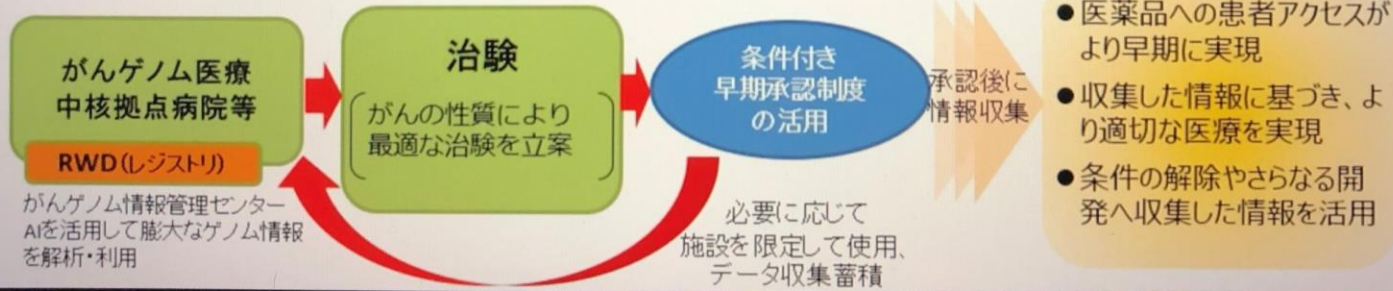 がんゲノム医療
中核拠点病院等
RWD(レジストリ)
がんゲノム情報管理センター
AIを活用して膨大なゲノム情報
を解析・利用
治験
がんの性質により
最適な治験を立案
条件付き
早期承認制度
の活用
必要に応じて
施設を限定して使用、
データ収集蓄積
承認後に
情報収集
●医薬品への患者アクセスが
より早期に実現
●収集した情報に基づき、よ
り適切な医療を実現
●条件の解除やさらなる開
発へ収集した情報を活用